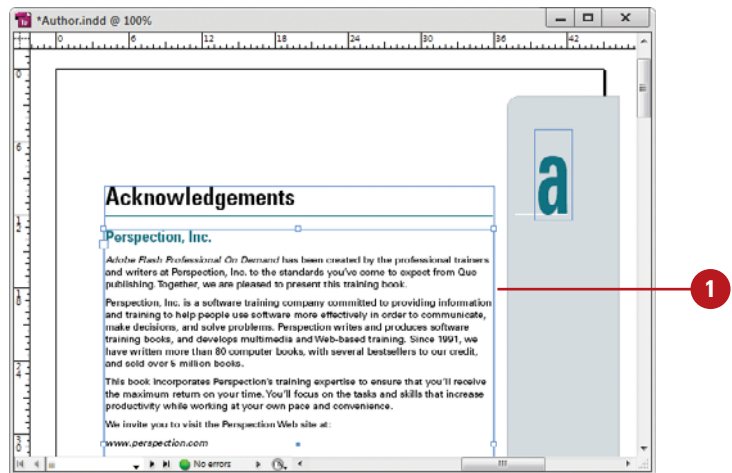 *Author.indd @ 100%
0 6 12 18 24 30 36 42
0
6
12
18
24
30
Acknowledgements
a
Perspection, Inc.
Adobe Flash Professional On Demand has been created by the professional trainers
and writers at Perspection, Inc. to the standards you've come to expect from Que
publishing. Together, we are pleased to present this training book.
Perspection, Inc. is a software training company committed to providing information
and training to help people use software more effectively in order to communicate,
make decisions, and solve problems. Perspection writes and produces software
training books, and develops multimedia and Web-based training. Since 1991, we
have written more than 80 computer books, with several bestsellers to our credit,
and sold over 5 million books.
This book incorporates Perspection's training expertise to ensure that you'll receive
the maximum return on your time. You'll focus on the tasks and skills that increase
productivity while working at your own pace and convenience.
We invite you to visit the Perspection Web site at:
www.perspection.com
No errors
1